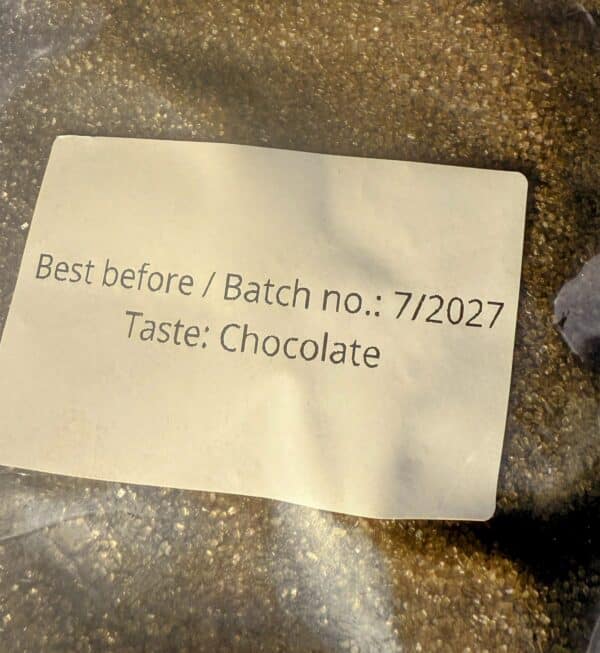 Best before / Batch no.: 7/2027
Taste: Chocolate